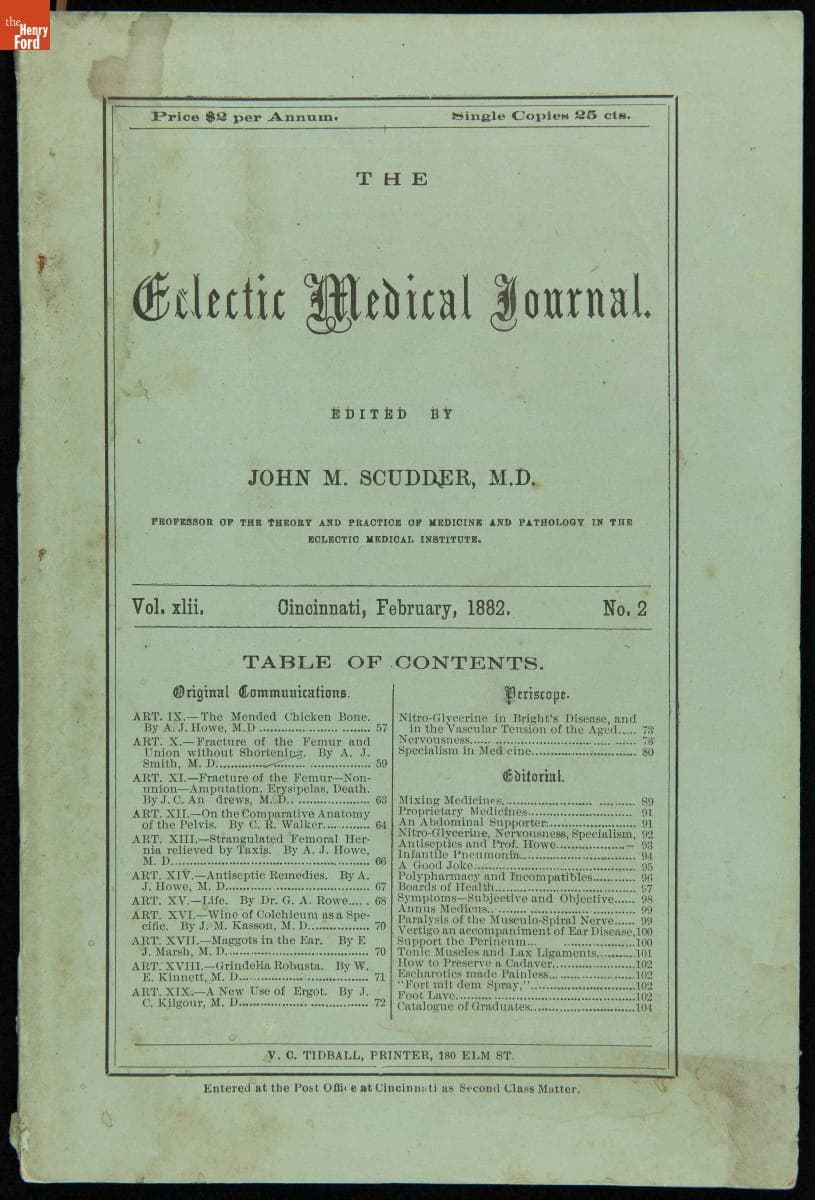 the
Henry
Ford
Price $2 per Annum. Single Copies 25 cts.
THE
Eclectic Medical Journal.
EDITED BY
JOHN M. SCUDDER, M.D.
PROFESSOR OF THE THEORY AND PRACTICE OF MEDICINE AND PATHOLOGY IN THE
ECLECTIC MEDICAL INSTITUTE.
Vol. xlii. Cincinnati, February, 1882. No. 2
TABLE OF CONTENTS.
Original Communications.
ART. IX.—The Mended Chicken Bone.
By A. J. Howe, M.D. .................... 57
ART. X.—Fracture of the Femur and
Union without Shortening. By A. J.
Smith, M. D. .................... 59
ART. XI.—Fracture of the Femur—Non-
union—Amputation, Erysipelas, Death.
By J. C. An drews, M. D. .................... 63
ART. XII.—On the Comparative Anatomy
of the Pelvis. By C. R. Walker............ 64
ART. XIII.—Strangulated Femoral Her-
nia relieved by Taxis. By A. J. Howe,
M. D. .................... 66
ART. XIV.—Antiseptic Remedies. By A.
J. Howe, M. D. .................... 67
ART. XV.—Life. By Dr. G. A. Rowe..... 68
ART. XVI.—Wine of Colchicum as a Spe-
cific. By J. M. Kasson, M. D............... 70
ART. XVII.—Maggots in the Ear. By E
J. Marsh, M. D. .................... 70
ART. XVIII.—Grindelia Robusta. By W.
E. Kinnett, M. D. .................... 71
ART. XIX.—A New Use of Ergot. By J.
C. Kilgour, M. D. .................... 72
Periscope.
Nitro-Glycerine in Bright's Disease, and
in the Vascular Tension of the Aged..... 73
Nervousness.................... 76
Specialism in Medicine.................... 80
Editorial.
Mixing Medicines.................... 89
Proprietary Medicines.................... 91
An Abdominal Supporter.................... 91
Nitro-Glycerine, Nervousness, Specialism, 92
Antiseptics and Prof. Howe.............. 93
Infantile Pneumonia.................... 94
A Good Joke.................... 95
Polypharmacy and Incompatibles.......... 96
Boards of Health.................... 97
Symptoms—Subjective and Objective...... 98
Annus Medicus.................... 99
Paralysis of the Musculo-Spiral Nerve...... 99
Vertigo an accompaniment of Ear Disease,100
Support the Perineum.................... 100
Tonic Muscles and Lax Ligaments..........101
How to Preserve a Cadaver....................102
Escharotics made Painless....................102
"Fort mit dem Spray,"....................102
Foot Lave....................102
Catalogue of Graduates....................104
V. C. TIDBALL, PRINTER, 180 ELM ST.
Entered at the Post Office at Cincinnati as Second Class Matter.